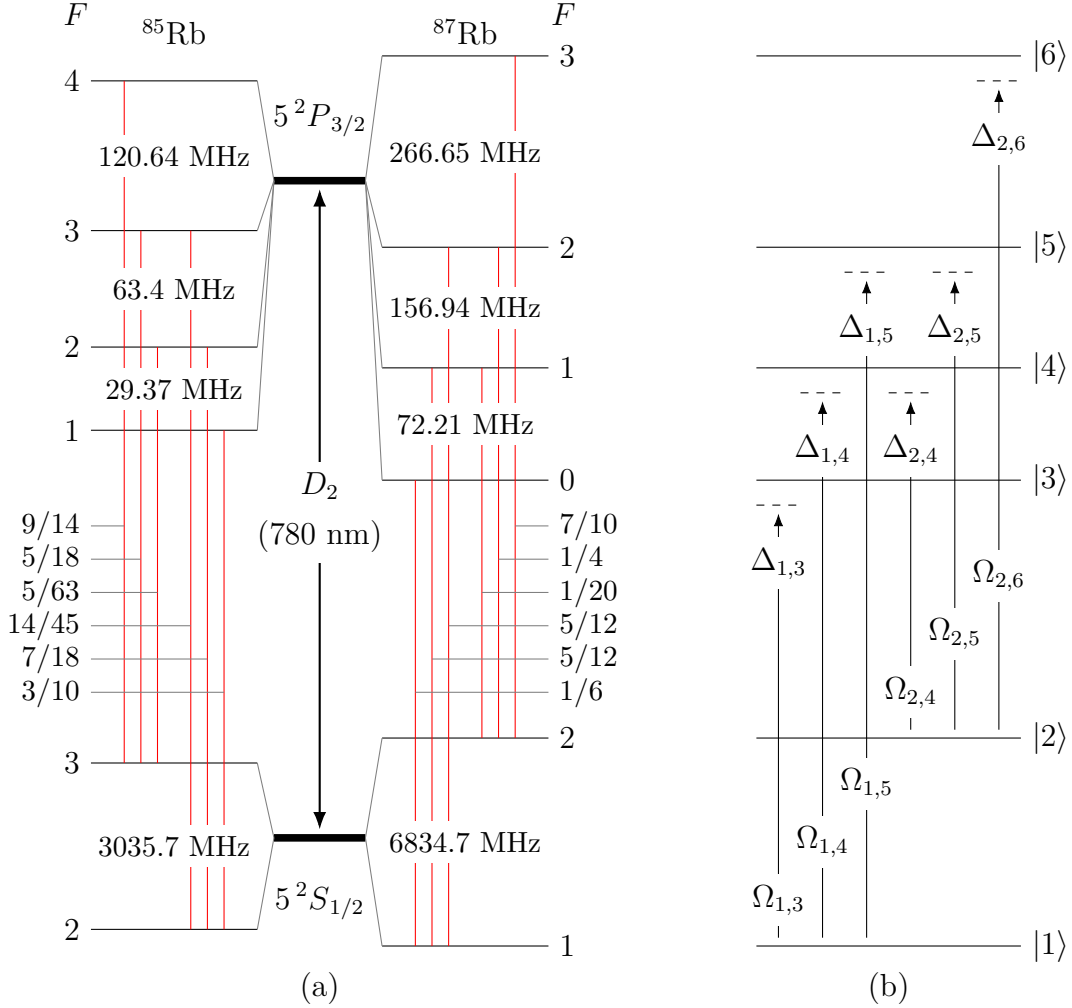 F
⁸⁵Rb
⁸⁷Rb
F
4
3
2
1
3
2
1
0
5 ²P₃/₂
120.64 MHz
63.4 MHz
29.37 MHz
266.65 MHz
156.94 MHz
72.21 MHz
D₂
(780 nm)
9/14
5/18
5/63
14/45
7/18
3/10
7/10
1/4
1/20
5/12
5/12
1/6
3
2
2
1
3035.7 MHz
6834.7 MHz
5 ²S₁/₂
(a)
|6⟩
|5⟩
|4⟩
|3⟩
|2⟩
|1⟩
Δ₂,₆
Δ₁,₅
Δ₂,₅
Δ₁,₄
Δ₂,₄
Δ₁,₃
Ω₂,₆
Ω₂,₅
Ω₂,₄
Ω₁,₅
Ω₁,₄
Ω₁,₃
(b)